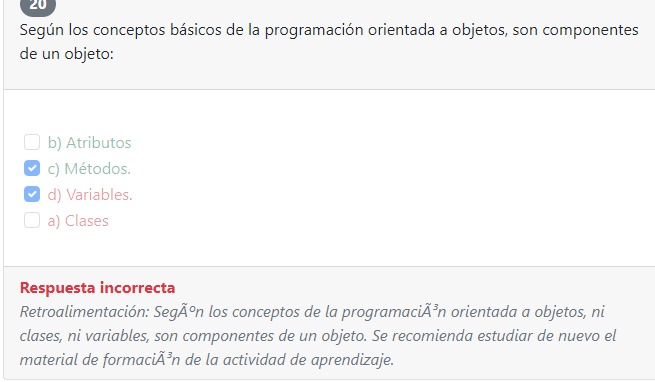 20
Según los conceptos básicos de la programación orientada a objetos, son componentes
de un objeto:
b) Atributos
c) Métodos.
d) Variables.
a) Clases
Respuesta incorrecta
Retroalimentación: SegÃºn los conceptos de la programaciÃ³n orientada a objetos, ni
clases, ni variables, son componentes de un objeto. Se recomienda estudiar de nuevo el
material de formaciÃ³n de la actividad de aprendizaje.